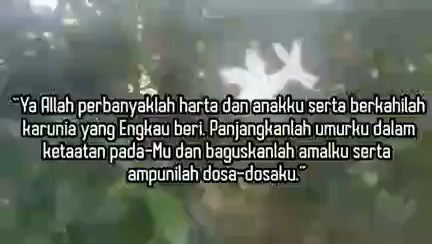 "Ya Allah perbanyaklah harta dan anakku serta berkahilah
karunia yang Engkau beri. Panjangkanlah umurku dalam
ketaatan pada-Mu dan baguskanlah amalku serta
ampunilah dosa-dosaku."